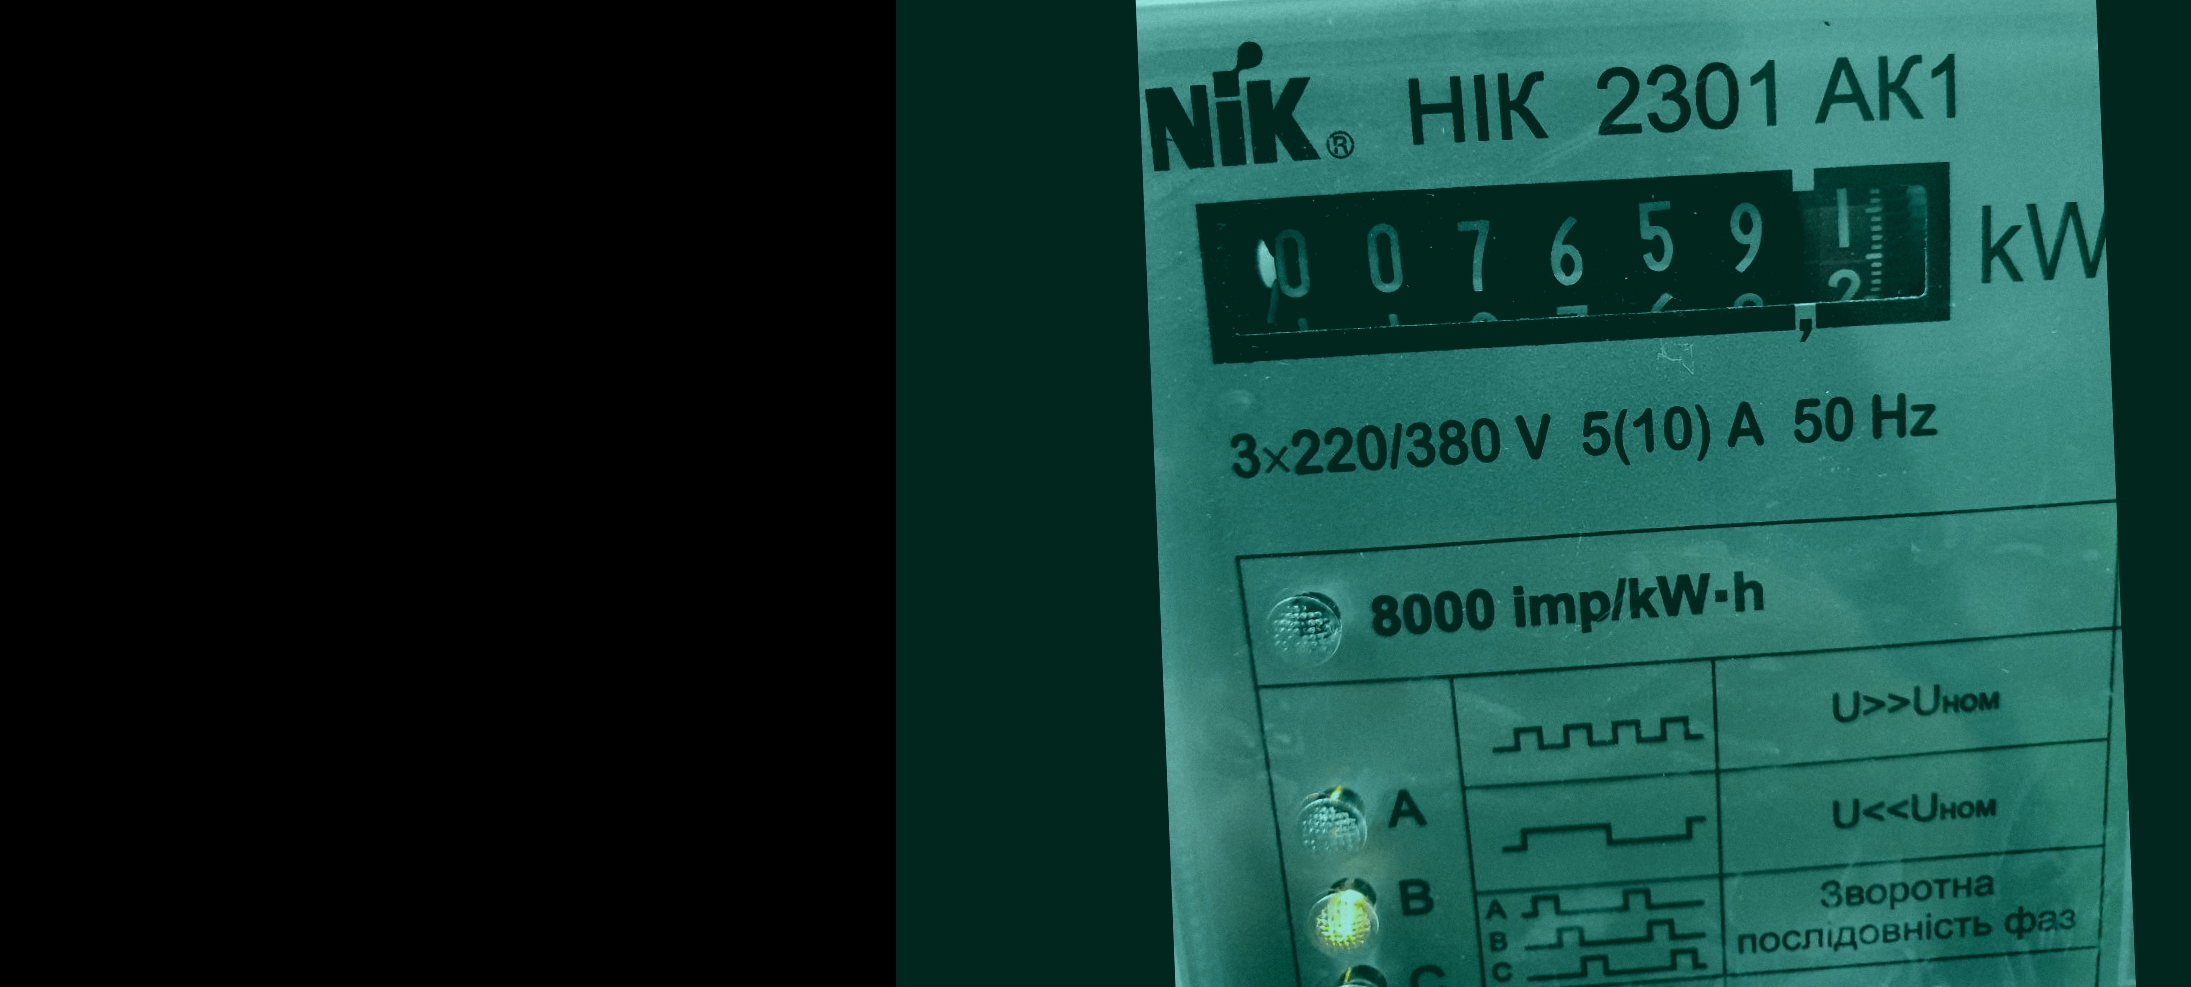 NiK® НІК 2301 АК1
007659,1
kW
3×220/380 V 5(10) A 50 Hz
8000 imp/kW·h
U>>Uном
A
U<<Uном
B
A
B
C
Зворотна
послідовність фаз
C